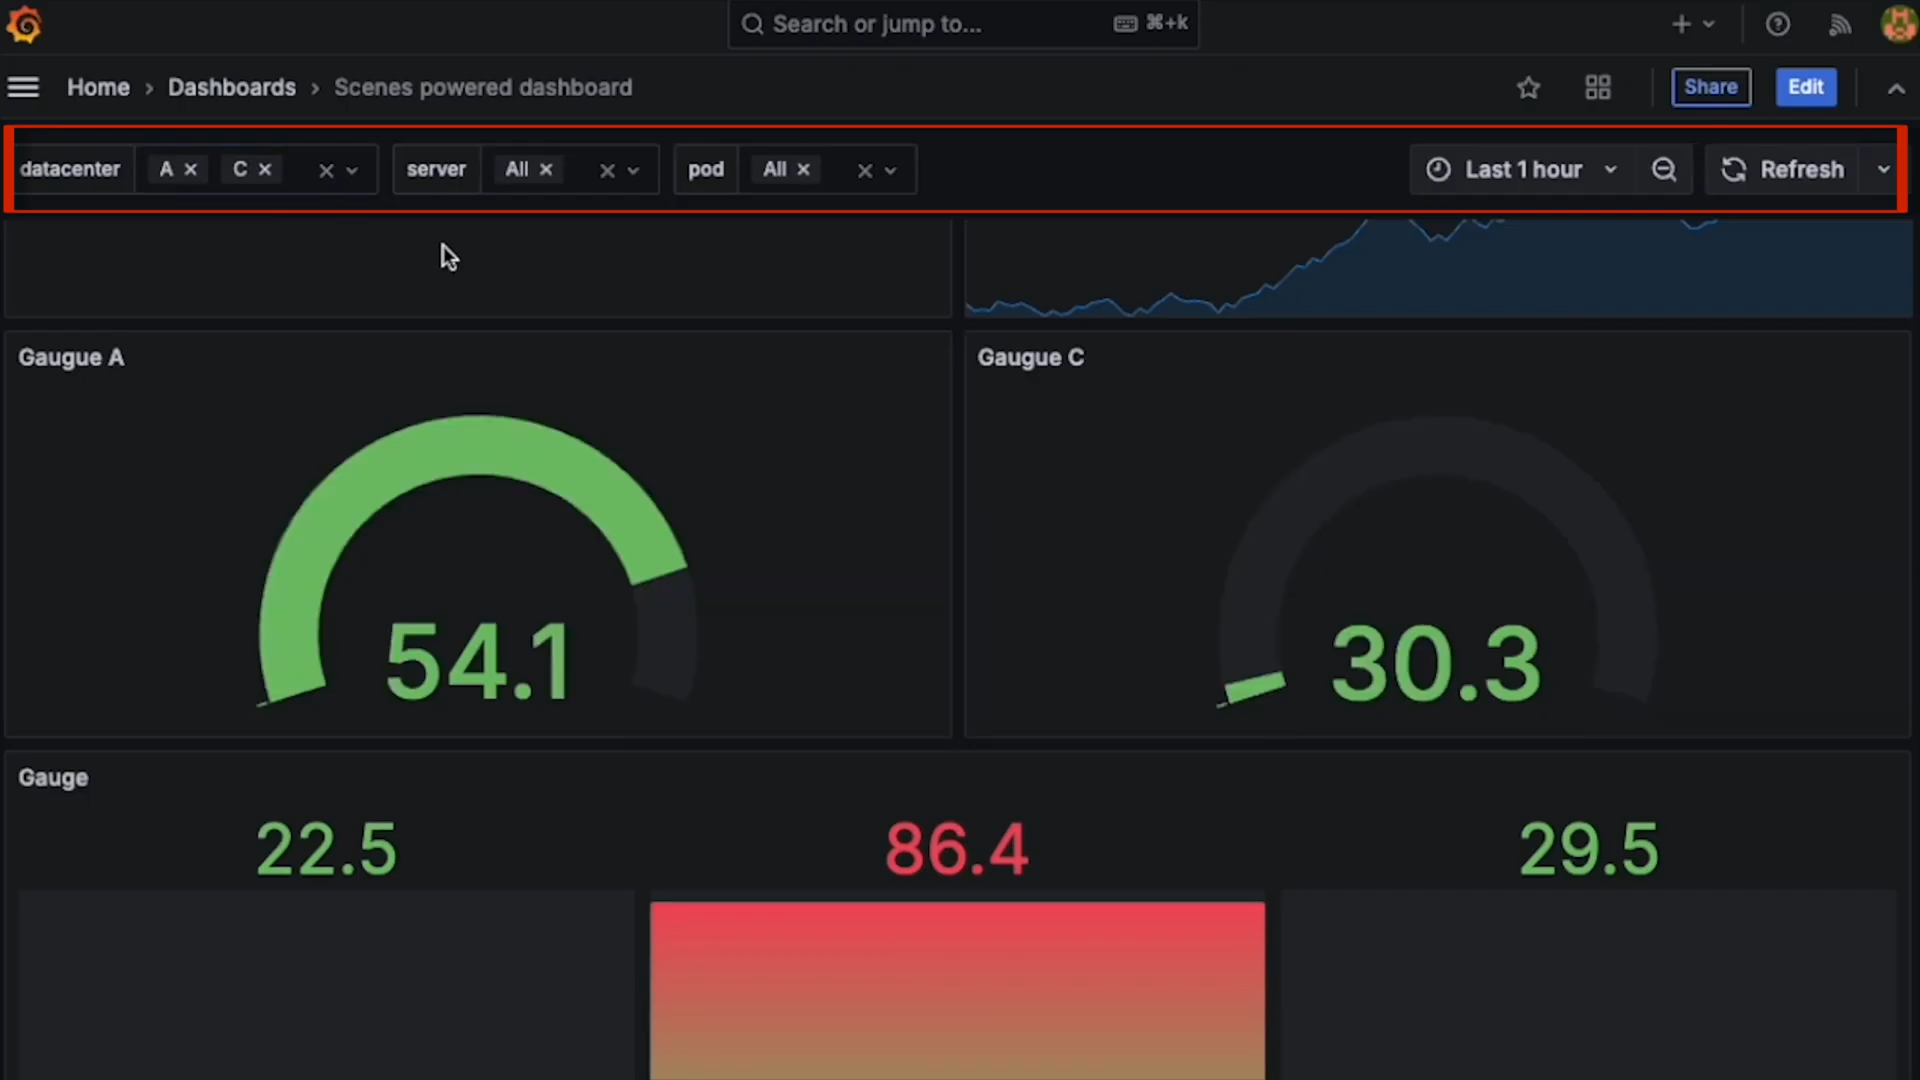 Search or jump to... ⌘+k
Home › Dashboards › Scenes powered dashboard Share Edit
datacenter A × C × server All × pod All × Last 1 hour Refresh
Gaugue A Gaugue C
54.1 30.3
Gauge
22.5 86.4 29.5